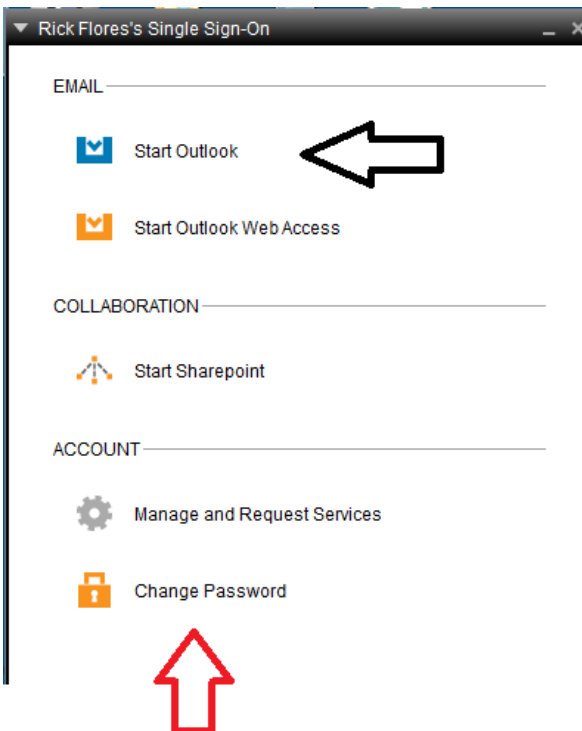 Rick Flores's Single Sign-On
EMAIL
Start Outlook
Start Outlook Web Access
COLLABORATION
Start Sharepoint
ACCOUNT
Manage and Request Services
Change Password